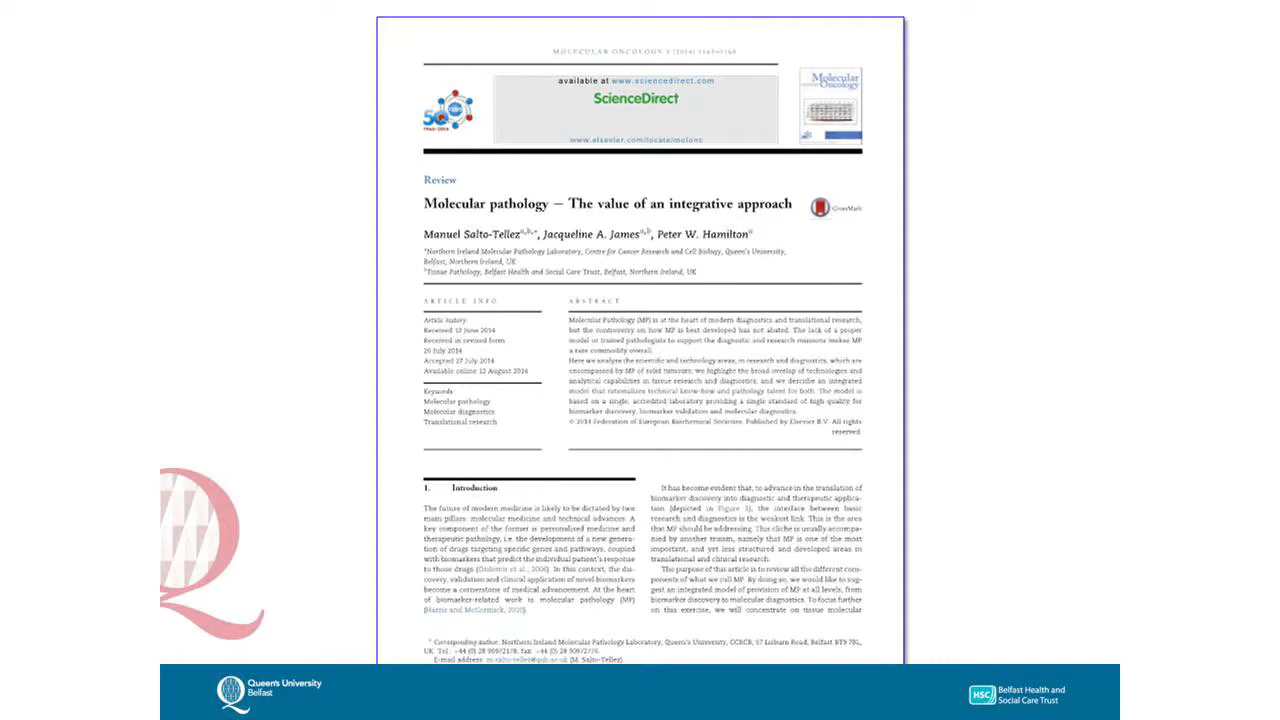 MOLECULAR ONCOLOGY 8 (2014) 1163–1168
available at www.sciencedirect.com
ScienceDirect
www.elsevier.com/locate/molonc
Molecular
Oncology
1964-2014
Review
Molecular pathology – The value of an integrative approach
CrossMark
Manuel Salto-Tellez a,b,*, Jacqueline A. James a,b, Peter W. Hamilton a
a Northern Ireland Molecular Pathology Laboratory, Centre for Cancer Research and Cell Biology, Queen's University,
Belfast, Northern Ireland, UK
b Tissue Pathology, Belfast Health and Social Care Trust, Belfast, Northern Ireland, UK
ARTICLE INFO
Article history:
Received 13 June 2014
Received in revised form
26 July 2014
Accepted 27 July 2014
Available online 12 August 2014
Keywords:
Molecular pathology
Molecular diagnostics
Translational research
ABSTRACT
Molecular Pathology (MP) is at the heart of modern diagnostics and translational research,
but the controversy on how MP is best developed has not abated. The lack of a proper
model or trained pathologists to support the diagnostic and research missions makes MP
a rare commodity overall.
Here we analyse the scientific and technology areas, in research and diagnostics, which are
encompassed by MP of solid tumours; we highlight the broad overlap of technologies and
analytical capabilities in tissue research and diagnostics; and we describe an integrated
model that rationalises technical know-how and pathology talent for both. The model is
based on a single, accredited laboratory providing a single standard of high quality for
biomarker discovery, biomarker validation and molecular diagnostics.
© 2014 Federation of European Biochemical Societies. Published by Elsevier B.V. All rights
reserved.
1. Introduction
The future of modern medicine is likely to be dictated by two
main pillars: molecular medicine and technical advances. A
key component of the former is personalised medicine and
therapeutic pathology, i.e. the development of a new genera-
tion of drugs targeting specific genes and pathways, coupled
with biomarkers that predict the individual patient's response
to those drugs (Ozdemir et al., 2006). In this context, the dis-
covery, validation and clinical application of novel biomarkers
become a cornerstone of medical advancement. At the heart
of biomarker-related work is molecular pathology (MP)
(Harris and McCormick, 2010).
It has become evident that, to advance in the translation of
biomarker discovery into diagnostic and therapeutic applica-
tion (depicted in Figure 1), the interface between basic
research and diagnostics is the weakest link. This is the area
that MP should be addressing. This cliché is usually accompa-
nied by another truism, namely that MP is one of the most
important, and yet less structured and developed areas in
translational and clinical research.
The purpose of this article is to review all the different com-
ponents of what we call MP. By doing so, we would like to sug-
gest an integrated model of provision of MP at all levels, from
biomarker discovery to molecular diagnostics. To focus further
on this exercise, we will concentrate on tissue molecular
* Corresponding author. Northern Ireland Molecular Pathology Laboratory, Queen's University, CCRCB, 97 Lisburn Road, Belfast BT9 7BL,
UK. Tel.: +44 (0) 28 90972178; fax: +44 (0) 28 90972776.
E-mail address: m.salto-tellez@qub.ac.uk (M. Salto-Tellez).
Queen's University
Belfast
HSC
Belfast Health and
Social Care Trust